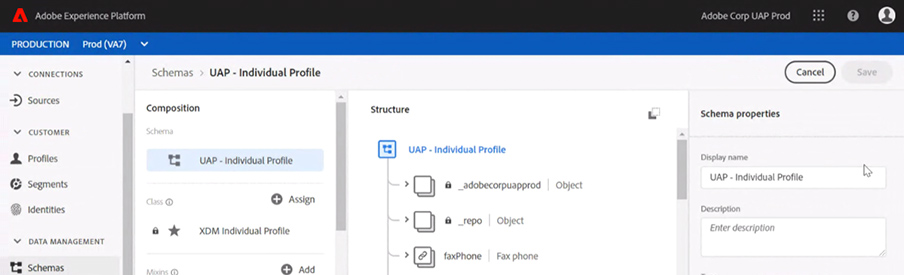 Adobe Experience Platform
Adobe Corp UAP Prod
PRODUCTION Prod (VA7)
CONNECTIONS
Sources
CUSTOMER
Profiles
Segments
Identities
DATA MANAGEMENT
Schemas
Schemas > UAP - Individual Profile
Cancel
Save
Composition
Schema
UAP - Individual Profile
Class
Assign
XDM Individual Profile
Mixins
Add
Structure
UAP - Individual Profile
_adobecorpuapprod | Object
_repo | Object
faxPhone | Fax phone
Schema properties
Display name
UAP - Individual Profile
Description
Enter description